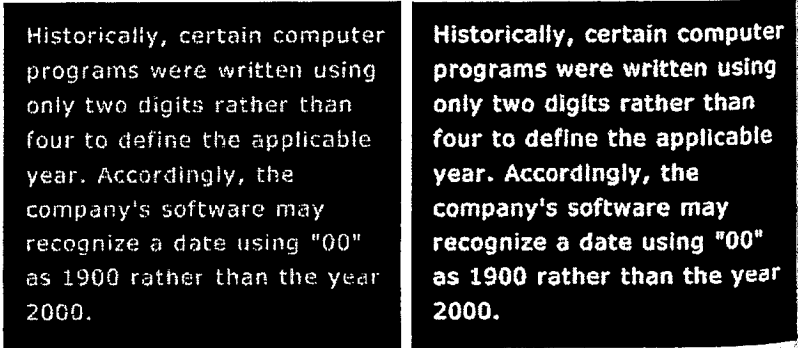 Historically, certain computer
programs were written using
only two digits rather than
four to define the applicable
year. Accordingly, the
company's software may
recognize a date using "00"
as 1900 rather than the year
2000.
Historically, certain computer
programs were written using
only two digits rather than
four to define the applicable
year. Accordingly, the
company's software may
recognize a date using "00"
as 1900 rather than the year
2000.